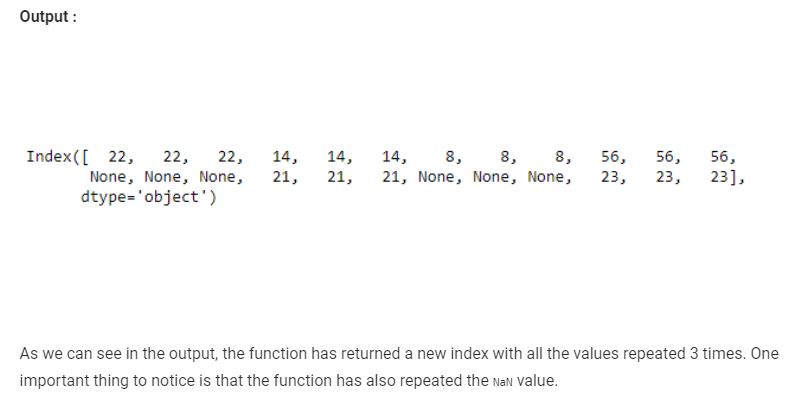 Output :
Index([ 22, 22, 22, 14, 14, 14, 8, 8, 8, 56, 56, 56,
None, None, None, 21, 21, 21, None, None, None, 23, 23, 23],
dtype='object')
As we can see in the output, the function has returned a new index with all the values repeated 3 times. One
important thing to notice is that the function has also repeated the NaN value.